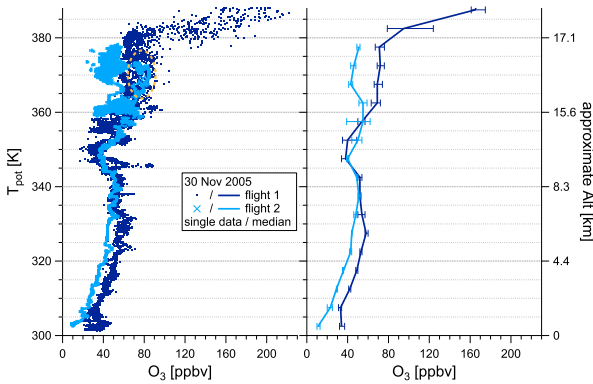 380
360
340
320
300
T_pot [K]
30 Nov 2005
· / flight 1
× / flight 2
single data / median
0 40 80 120 160 200
O₃ [ppbv]
0 40 80 120 160 200
O₃ [ppbv]
17.1
15.6
8.3
4.4
0
approximate Alt [km]